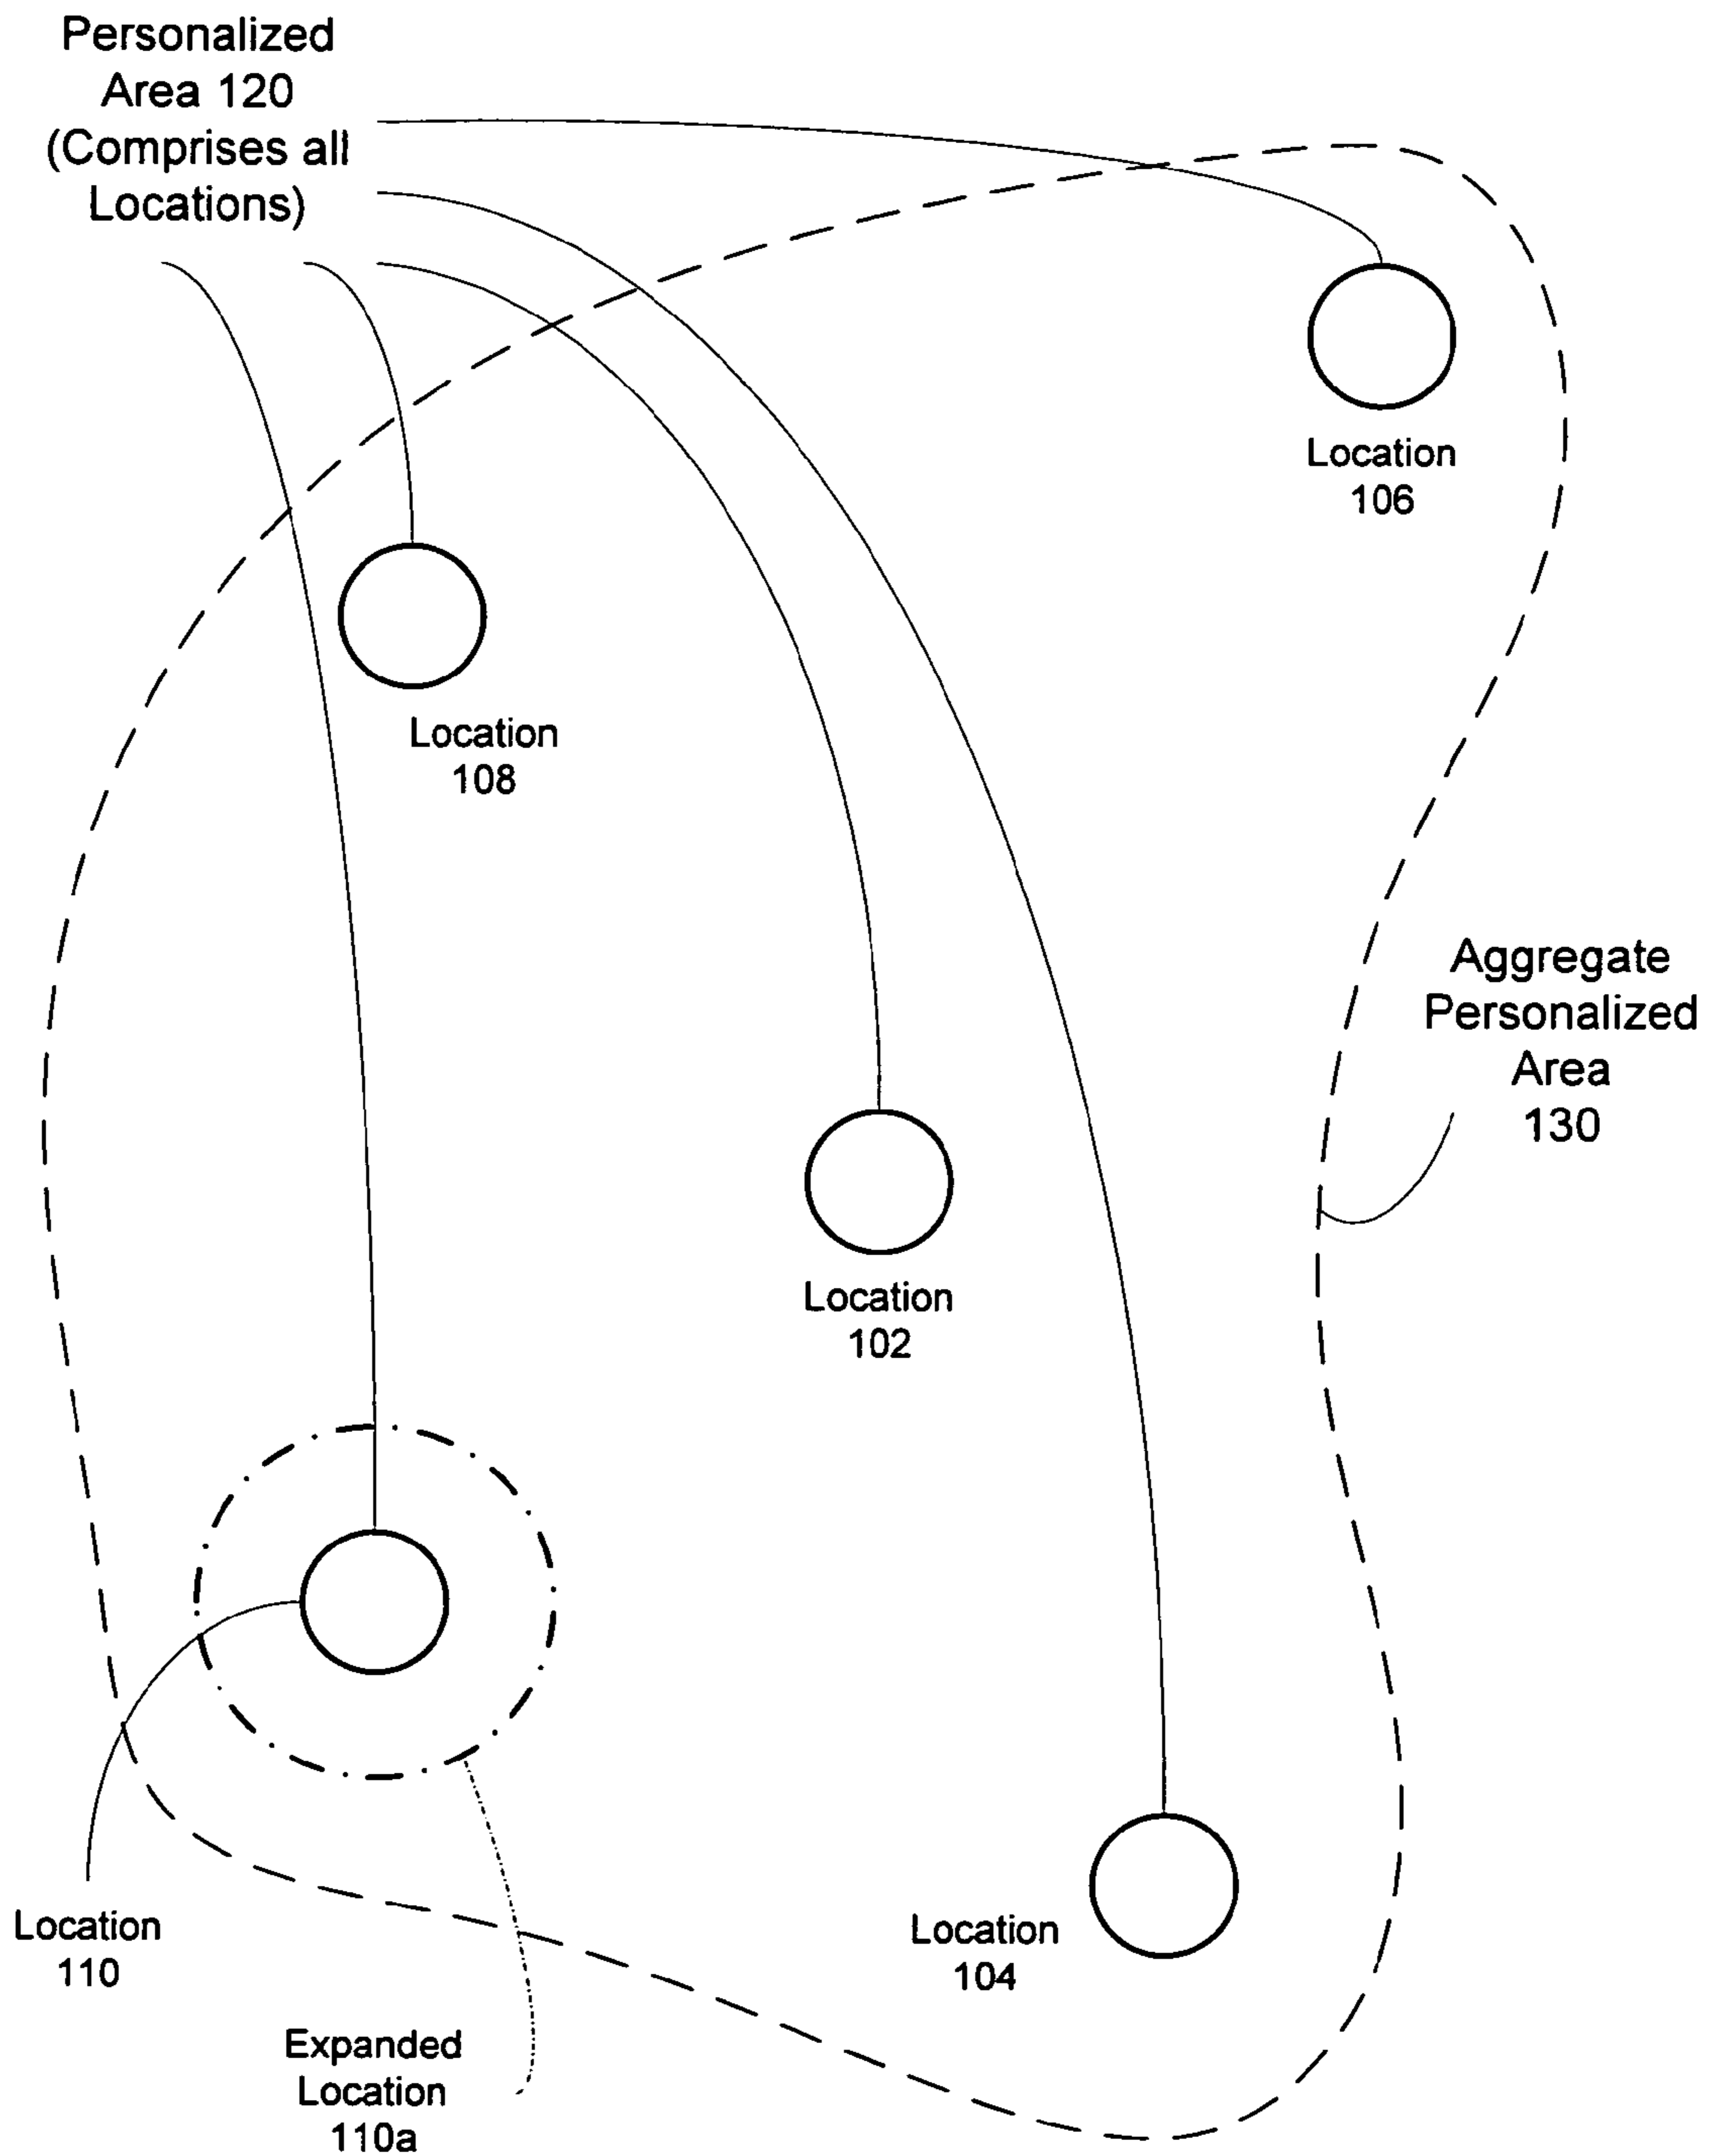 Personalized
Area 120
(Comprises all
Locations)
Location
106
Location
108
Aggregate
Personalized
Area
130
Location
102
Location
110
Location
104
Expanded
Location
110a